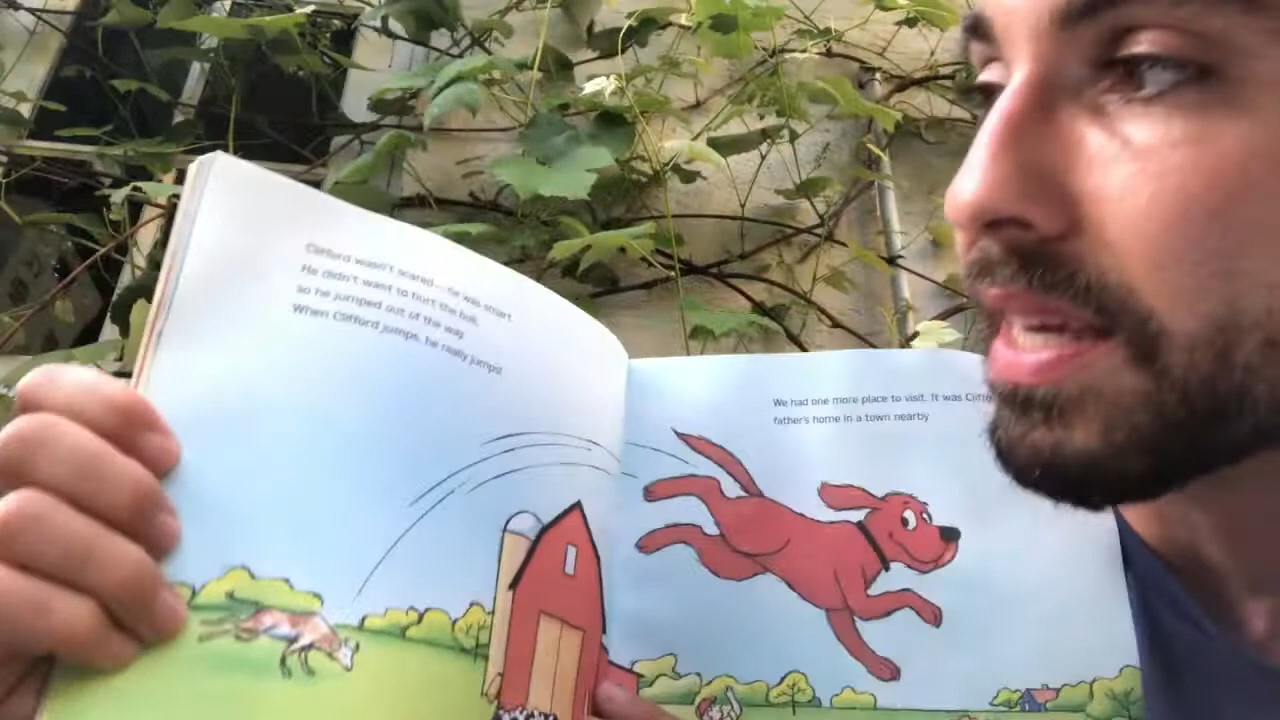 Clifford wasn't scared... he was smart.
He didn't want to hurt the bull,
so he jumped out of the way.
When Clifford jumps, he really jumps!
We had one more place to visit. It was
father's home in a town nearby